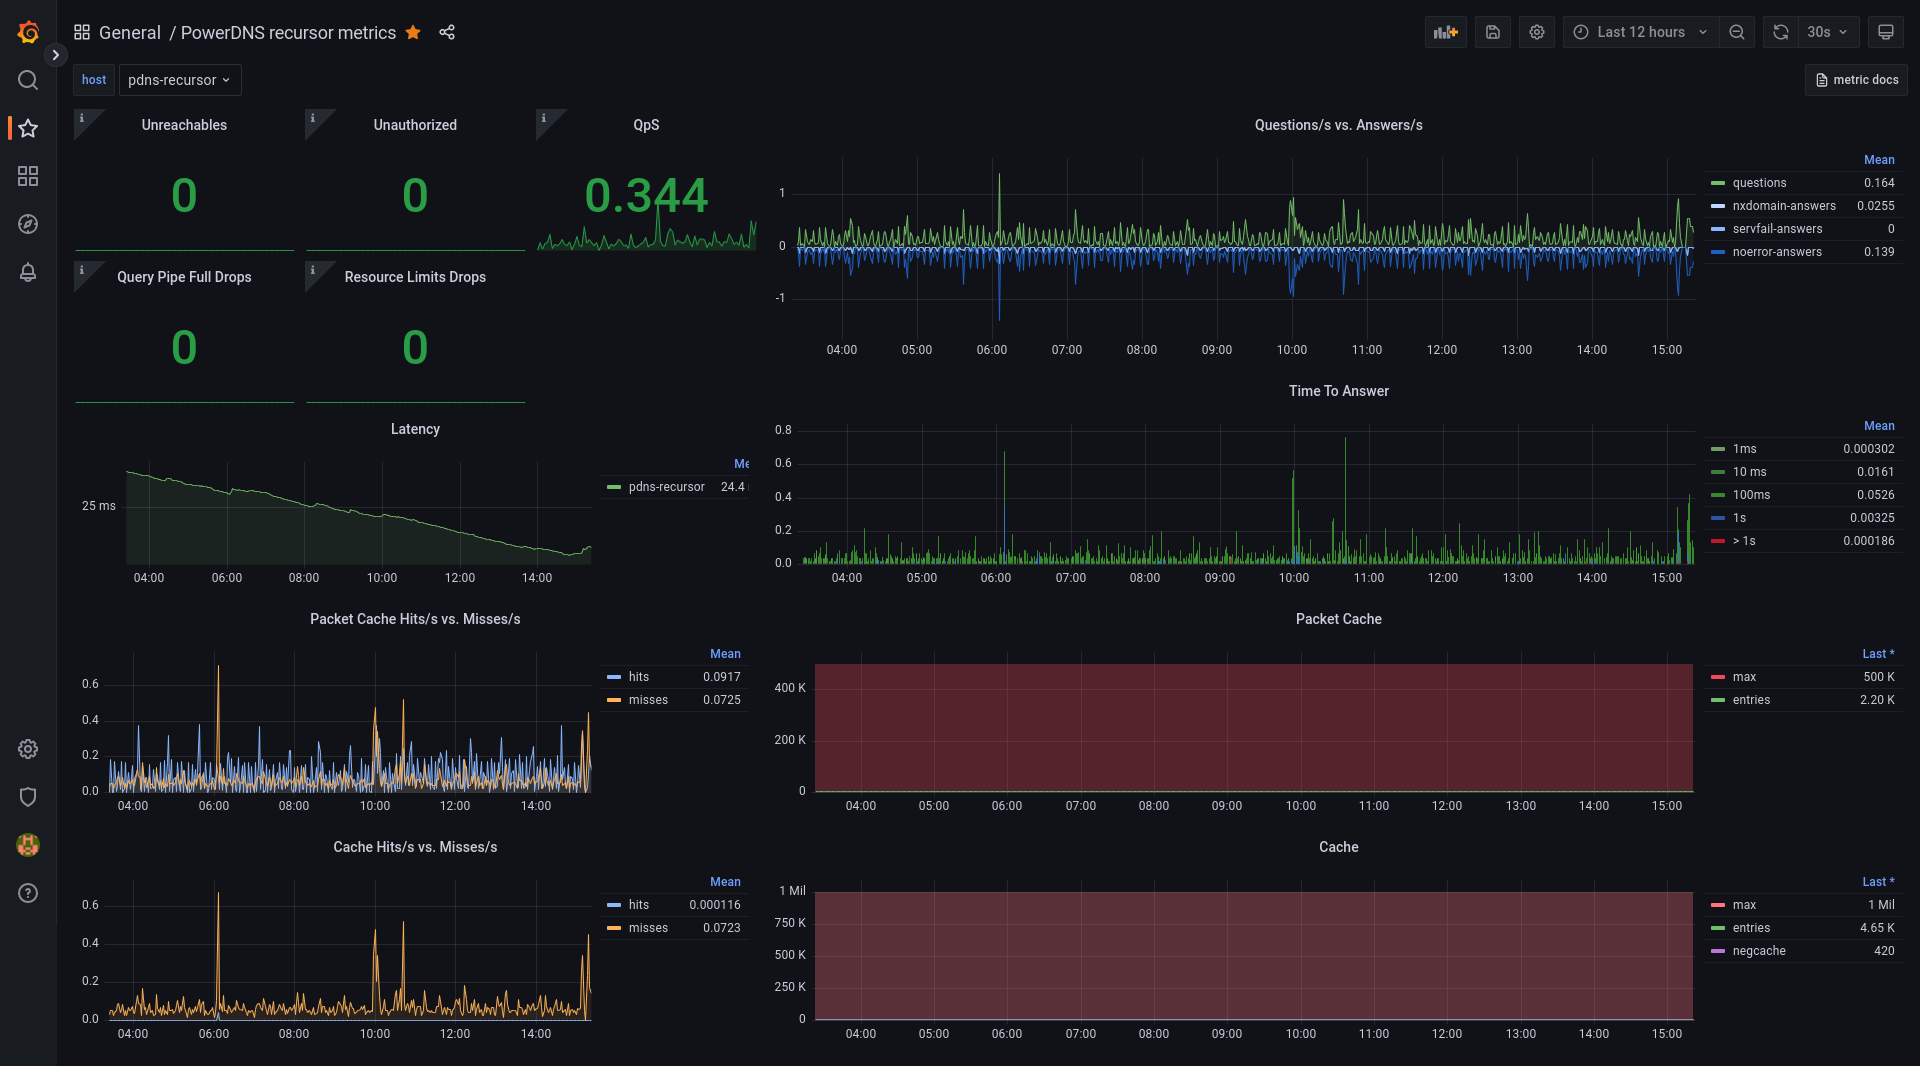 General / PowerDNS recursor metrics
Last 12 hours
30s
host
pdns-recursor
metric docs
Unreachables
0
Unauthorized
0
QpS
0.344
Query Pipe Full Drops
0
Resource Limits Drops
0
Questions/s vs. Answers/s
1
0
-1
04:00 05:00 06:00 07:00 08:00 09:00 10:00 11:00 12:00 13:00 14:00 15:00
Mean
questions 0.164
nxdomain-answers 0.0255
servfail-answers 0
noerror-answers 0.139
Latency
25 ms
04:00 06:00 08:00 10:00 12:00 14:00
Me
pdns-recursor 24.4
Time To Answer
0.8
0.6
0.4
0.2
0.0
04:00 05:00 06:00 07:00 08:00 09:00 10:00 11:00 12:00 13:00 14:00 15:00
Mean
1ms 0.000302
10 ms 0.0161
100ms 0.0526
1s 0.00325
> 1s 0.000186
Packet Cache Hits/s vs. Misses/s
0.6
0.4
0.2
0.0
04:00 06:00 08:00 10:00 12:00 14:00
Mean
hits 0.0917
misses 0.0725
Packet Cache
400 K
200 K
0
04:00 05:00 06:00 07:00 08:00 09:00 10:00 11:00 12:00 13:00 14:00 15:00
Last *
max 500 K
entries 2.20 K
Cache Hits/s vs. Misses/s
0.6
0.4
0.2
0.0
04:00 06:00 08:00 10:00 12:00 14:00
Mean
hits 0.000116
misses 0.0723
Cache
1 Mil
750 K
500 K
250 K
0
04:00 05:00 06:00 07:00 08:00 09:00 10:00 11:00 12:00 13:00 14:00 15:00
Last *
max 1 Mil
entries 4.65 K
negcache 420